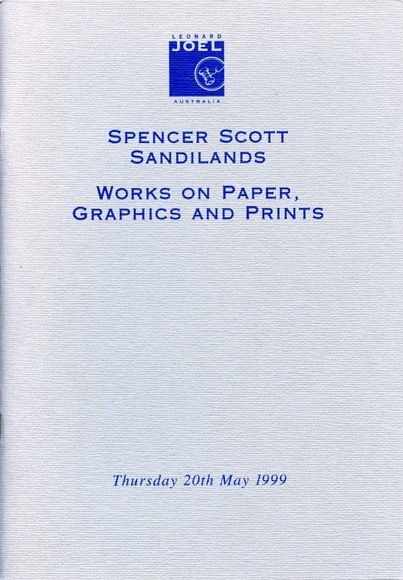 LEONARD
JOEL
AUSTRALIA
SPENCER SCOTT
SANDILANDS
WORKS ON PAPER,
GRAPHICS AND PRINTS
Thursday 20th May 1999